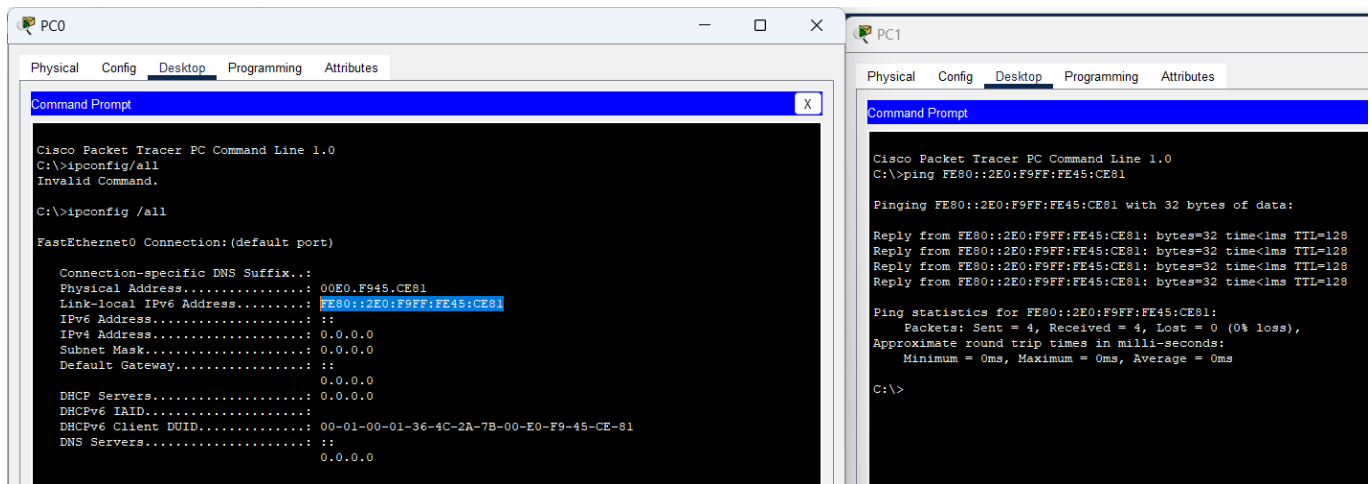 PC0
Physical Config Desktop Programming Attributes
Command Prompt
X
Cisco Packet Tracer PC Command Line 1.0
C:\>ipconfig/all
Invalid Command.
C:\>ipconfig /all
FastEthernet0 Connection:(default port)
Connection-specific DNS Suffix..:
Physical Address................: 00E0.F945.CE81
Link-local IPv6 Address.........: FE80::2E0:F9FF:FE45:CE81
IPv6 Address....................: ::
IPv4 Address....................: 0.0.0.0
Subnet Mask.....................: 0.0.0.0
Default Gateway.................: ::
0.0.0.0
DHCP Servers....................: 0.0.0.0
DHCPv6 IAID.....................:
DHCPv6 Client DUID..............: 00-01-00-01-36-4C-2A-7B-00-E0-F9-45-CE-81
DNS Servers.....................: ::
0.0.0.0
PC1
Physical Config Desktop Programming Attributes
Command Prompt
Cisco Packet Tracer PC Command Line 1.0
C:\>ping FE80::2E0:F9FF:FE45:CE81
Pinging FE80::2E0:F9FF:FE45:CE81 with 32 bytes of data:
Reply from FE80::2E0:F9FF:FE45:CE81: bytes=32 time<1ms TTL=128
Reply from FE80::2E0:F9FF:FE45:CE81: bytes=32 time<1ms TTL=128
Reply from FE80::2E0:F9FF:FE45:CE81: bytes=32 time<1ms TTL=128
Reply from FE80::2E0:F9FF:FE45:CE81: bytes=32 time<1ms TTL=128
Ping statistics for FE80::2E0:F9FF:FE45:CE81:
Packets: Sent = 4, Received = 4, Lost = 0 (0% loss),
Approximate round trip times in milli-seconds:
Minimum = 0ms, Maximum = 0ms, Average = 0ms
C:\>